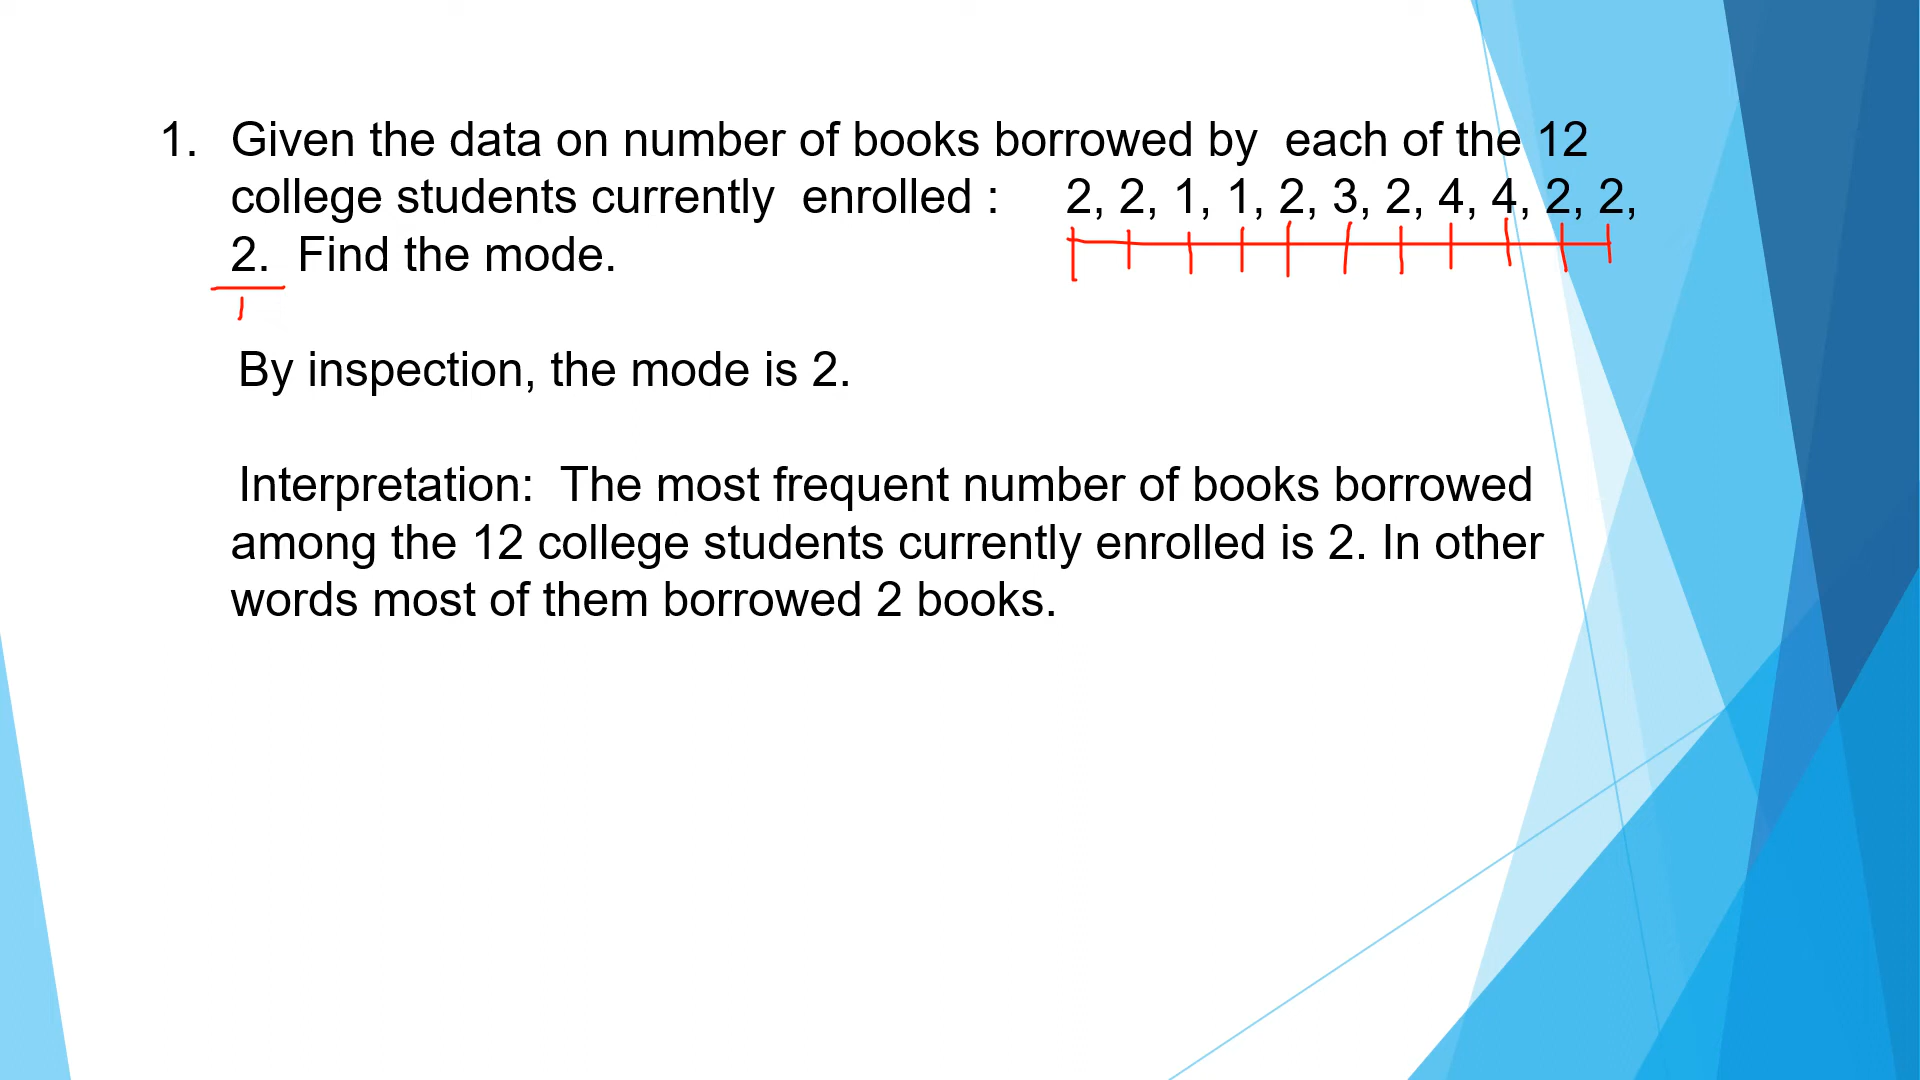 1. Given the data on number of books borrowed by each of the 12
college students currently enrolled : 2, 2, 1, 1, 2, 3, 2, 4, 4, 2, 2,
2. Find the mode.
By inspection, the mode is 2.
Interpretation: The most frequent number of books borrowed
among the 12 college students currently enrolled is 2. In other
words most of them borrowed 2 books.